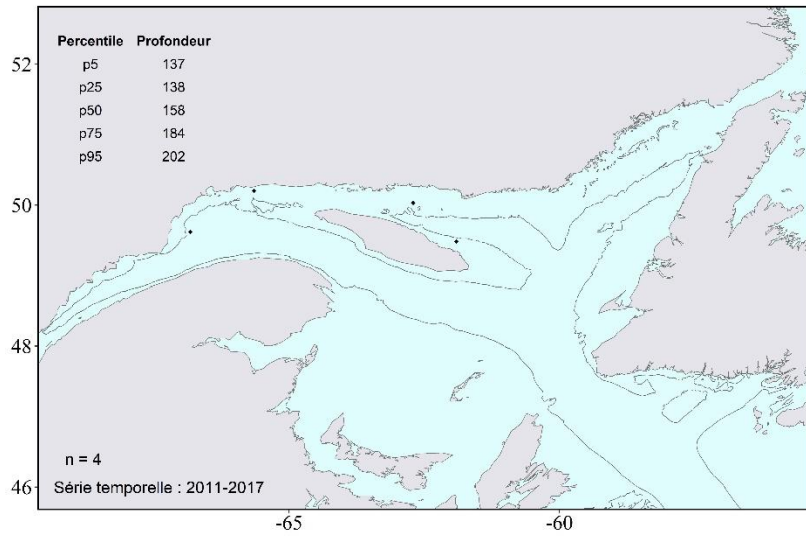 Percentile Profondeur
p5 137
p25 138
p50 158
p75 184
p95 202
52
50
48
46
n = 4
Série temporelle : 2011-2017
-65 -60